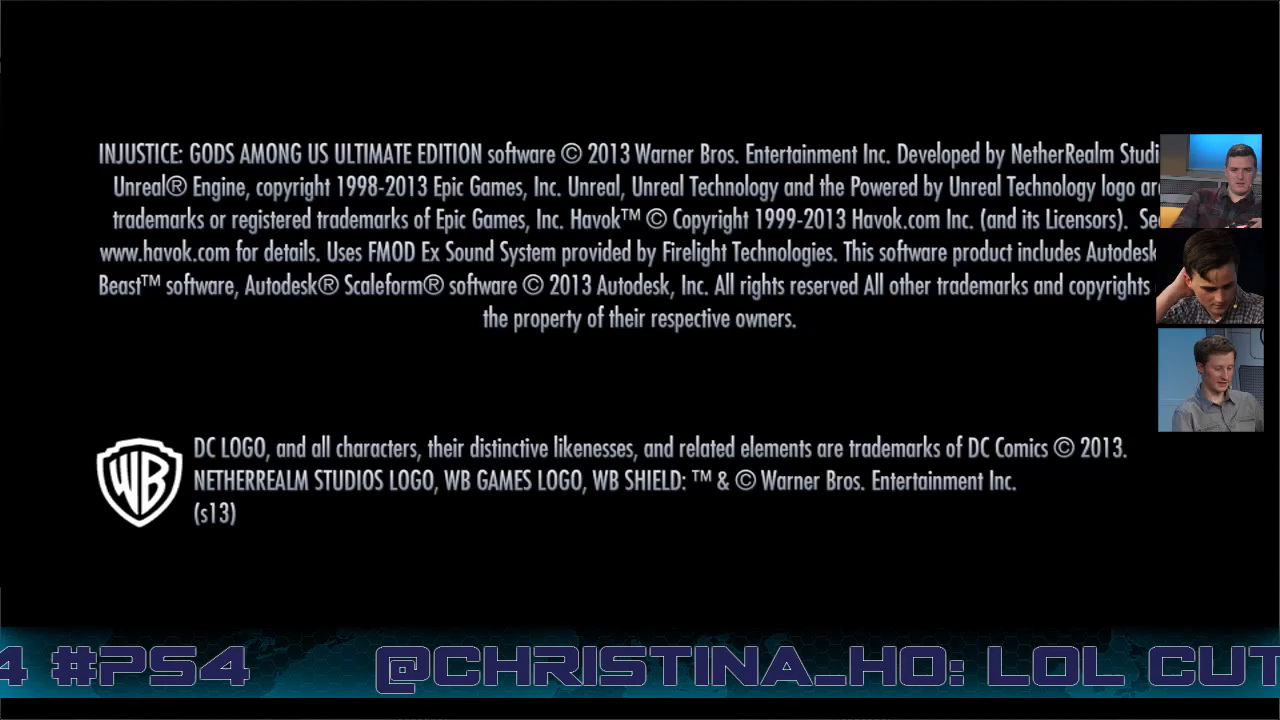 INJUSTICE: GODS AMONG US ULTIMATE EDITION software © 2013 Warner Bros. Entertainment Inc. Developed by NetherRealm Studi
Unreal® Engine, copyright 1998-2013 Epic Games, Inc. Unreal, Unreal Technology and the Powered by Unreal Technology logo are
trademarks or registered trademarks of Epic Games, Inc. Havok™ © Copyright 1999-2013 Havok.com Inc. (and its Licensors). See
www.havok.com for details. Uses FMOD Ex Sound System provided by Firelight Technologies. This software product includes Autodesk
Beast™ software, Autodesk® Scaleform® software © 2013 Autodesk, Inc. All rights reserved All other trademarks and copyrights
the property of their respective owners.
WB
DC LOGO, and all characters, their distinctive likenesses, and related elements are trademarks of DC Comics © 2013.
NETHERREALM STUDIOS LOGO, WB GAMES LOGO, WB SHIELD: ™ & © Warner Bros. Entertainment Inc.
(s13)
4 #PS4 @CHRISTINA_HO: LOL CUT